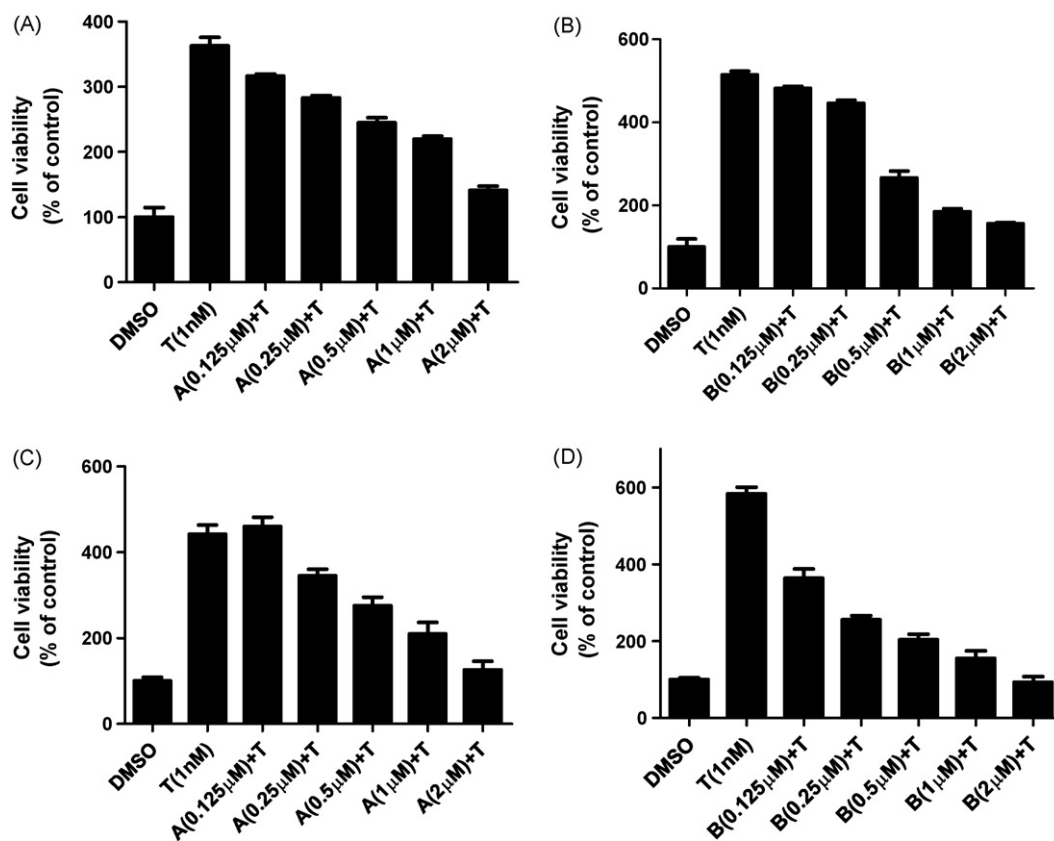 (A)
Cell viability
(% of control)
400
300
200
100
0
DMSO
T(1nM)
A(0.125μM)+T
A(0.25μM)+T
A(0.5μM)+T
A(1μM)+T
A(2μM)+T
(B)
Cell viability
(% of control)
600
400
200
0
DMSO
T(1nM)
B(0.125μM)+T
B(0.25μM)+T
B(0.5μM)+T
B(1μM)+T
B(2μM)+T
(C)
Cell viability
(% of control)
600
400
200
0
DMSO
T(1nM)
A(0.125μM)+T
A(0.25μM)+T
A(0.5μM)+T
A(1μM)+T
A(2μM)+T
(D)
Cell viability
(% of control)
600
400
200
0
DMSO
T(1nM)
B(0.125μM)+T
B(0.25μM)+T
B(0.5μM)+T
B(1μM)+T
B(2μM)+T